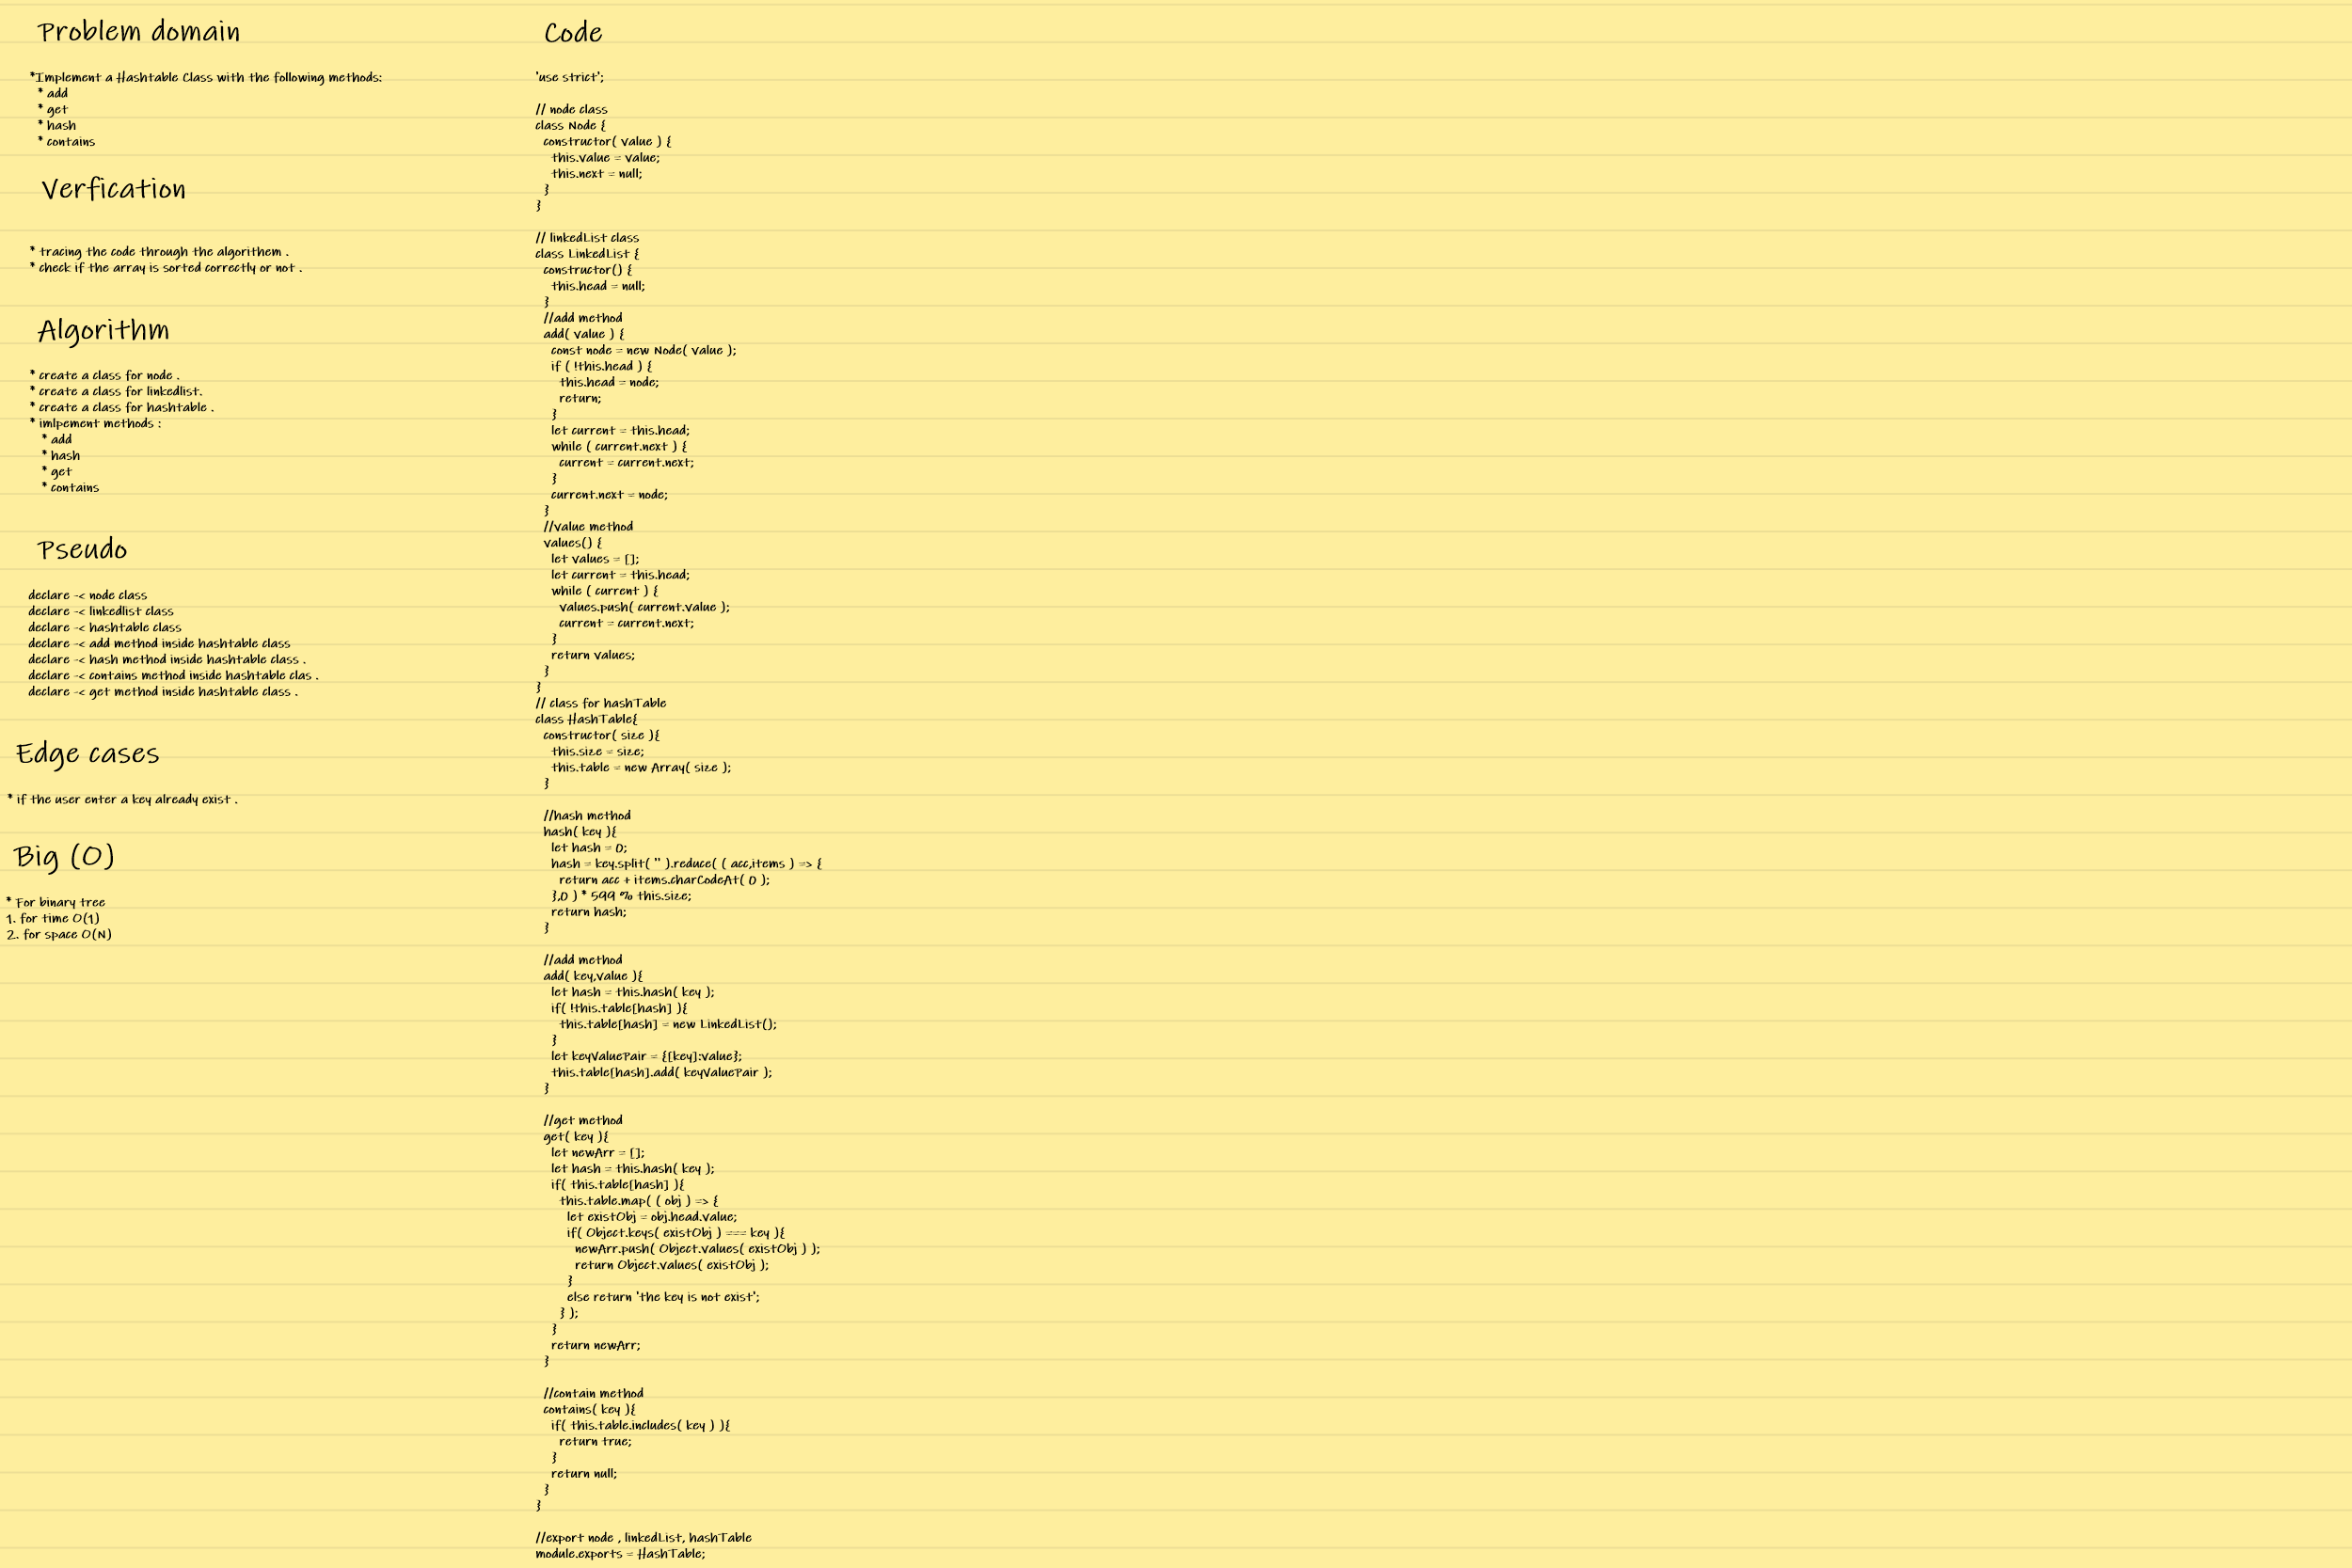 Problem domain
*Implement a Hashtable Class with the following methods:
* add
* get
* hash
* contains
Verfication
* tracing the code through the algorithem .
* check if the array is sorted correctly or not .
Algorithm
* create a class for node .
* create a class for linkedlist.
* create a class for hashtable .
* imlpement methods :
* add
* hash
* get
* contains
Pseudo
declare -< node class
declare -< linkedlist class
declare -< hashtable class
declare -< add method inside hashtable class
declare -< hash method inside hashtable class .
declare -< contains method inside hashtable clas .
declare -< get method inside hashtable class .
Edge cases
* if the user enter a key already exist .
Big (O)
* For binary tree
1. for time O(1)
2. for space O(N)
Code
'use strict';
// node class
class Node {
constructor( value ) {
this.value = value;
this.next = null;
}
}
// linkedList class
class LinkedList {
constructor() {
this.head = null;
}
//add method
add( value ) {
const node = new Node( value );
if ( !this.head ) {
this.head = node;
return;
}
let current = this.head;
while ( current.next ) {
current = current.next;
}
current.next = node;
}
//value method
values() {
let values = [];
let current = this.head;
while ( current ) {
values.push( current.value );
current = current.next;
}
return values;
}
}
// class for hashTable
class HashTable{
constructor( size ){
this.size = size;
this.table = new Array( size );
}
//hash method
hash( key ){
let hash = 0;
hash = key.split( '' ).reduce( ( acc,items ) => {
return acc + items.charCodeAt( 0 );
},0 ) * 599 % this.size;
return hash;
}
//add method
add( key,value ){
let hash = this.hash( key );
if( !this.table[hash] ){
this.table[hash] = new LinkedList();
}
let keyValuePair = {[key]:value};
this.table[hash].add( keyValuePair );
}
//get method
get( key ){
let newArr = [];
let hash = this.hash( key );
if( this.table[hash] ){
this.table.map( ( obj ) => {
let existObj = obj.head.value;
if( Object.keys( existObj ) === key ){
newArr.push( Object.values( existObj ) );
return Object.values( existObj );
}
else return 'the key is not exist';
} );
}
return newArr;
}
//contain method
contains( key ){
if( this.table.includes( key ) ){
return true;
}
return null;
}
}
//export node , linkedList, hashTable
module.exports = HashTable;